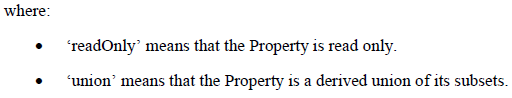 where:
• ‘readOnly’ means that the Property is read only.
• ‘union’ means that the Property is a derived union of its subsets.